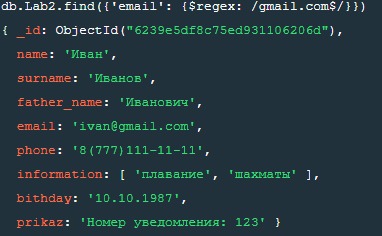 db.Lab2.find({'email': {$regex: /gmail.com$/}})
{ _id: ObjectId("6239e5df8c75ed931106206d"),
name: 'Иван',
surname: 'Иванов',
father_name: 'Иванович',
email: 'ivan@gmail.com',
phone: '8(777)111-11-11',
information: [ 'плавание', 'шахматы' ],
bithday: '10.10.1987',
prikaz: 'Номер уведомления: 123' }